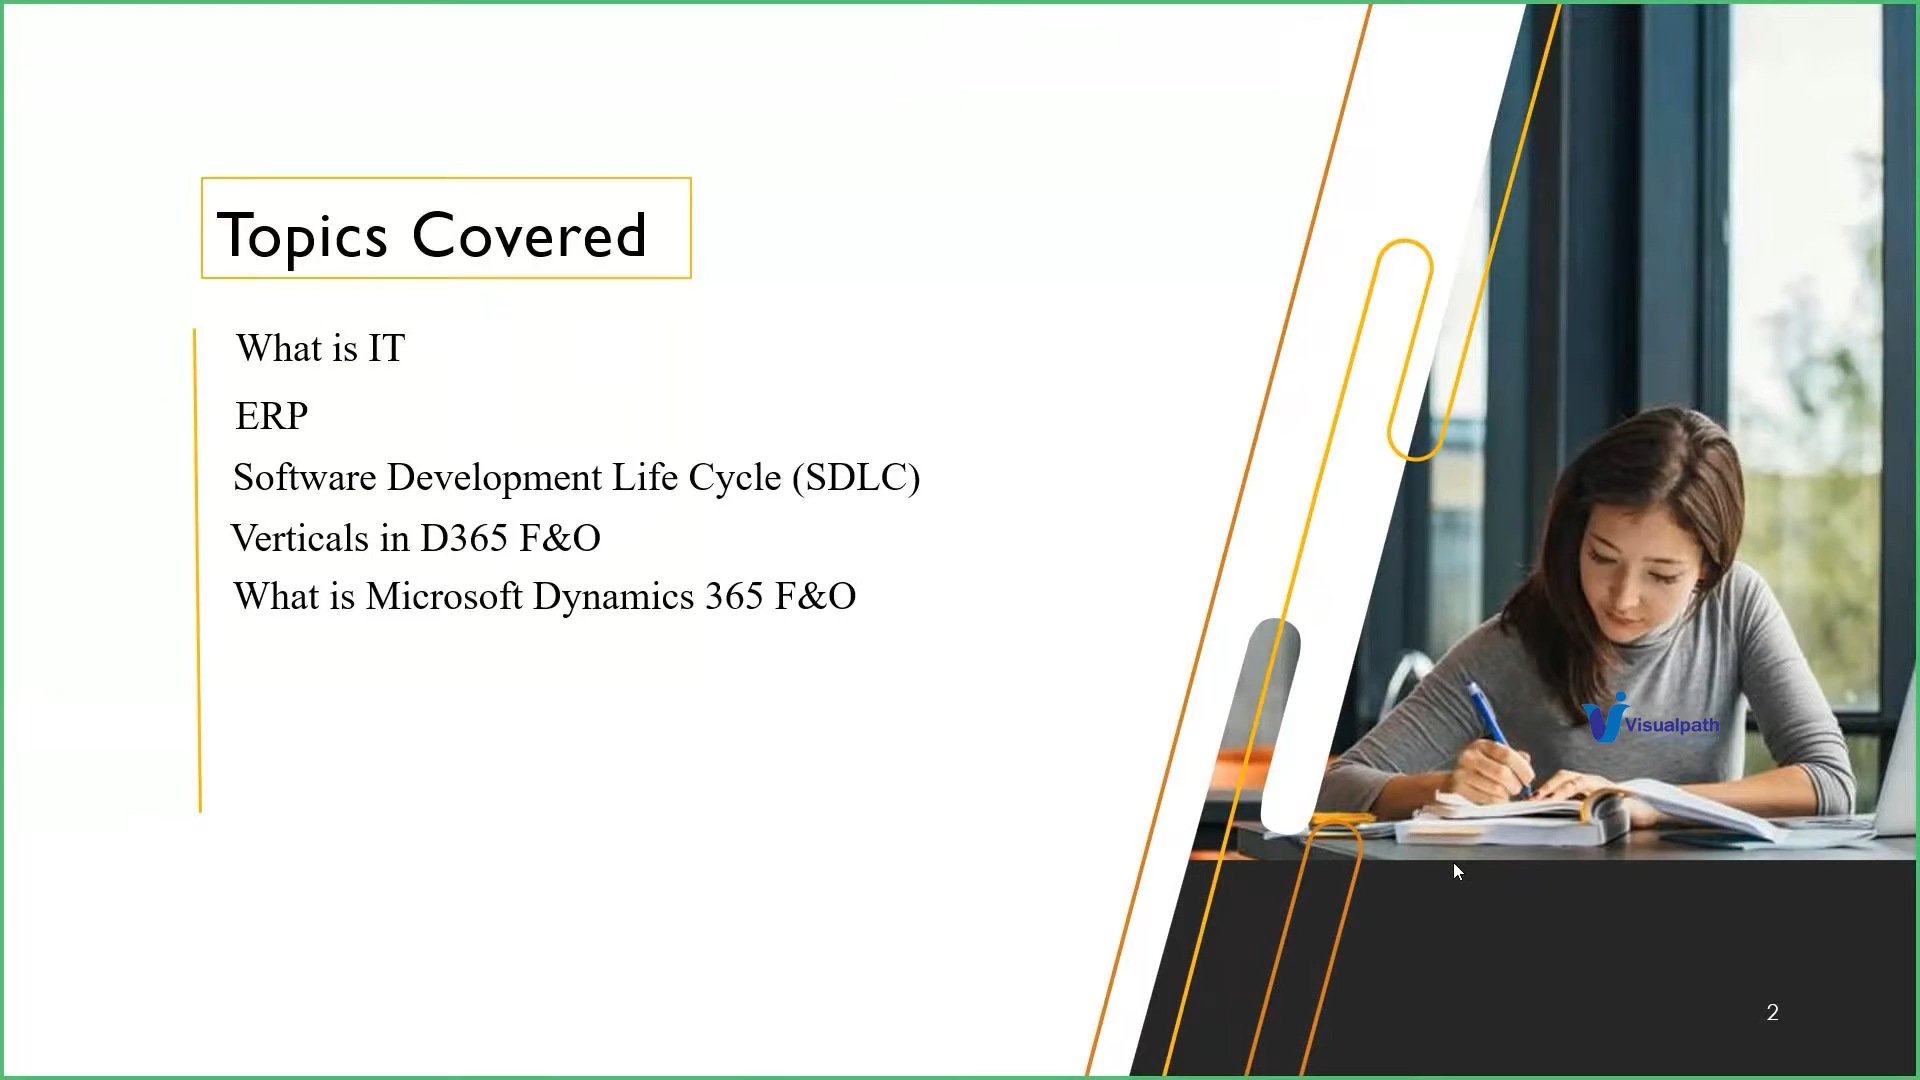 Topics Covered
What is IT
ERP
Software Development Life Cycle (SDLC)
Verticals in D365 F&O
What is Microsoft Dynamics 365 F&O
Visualpath
2